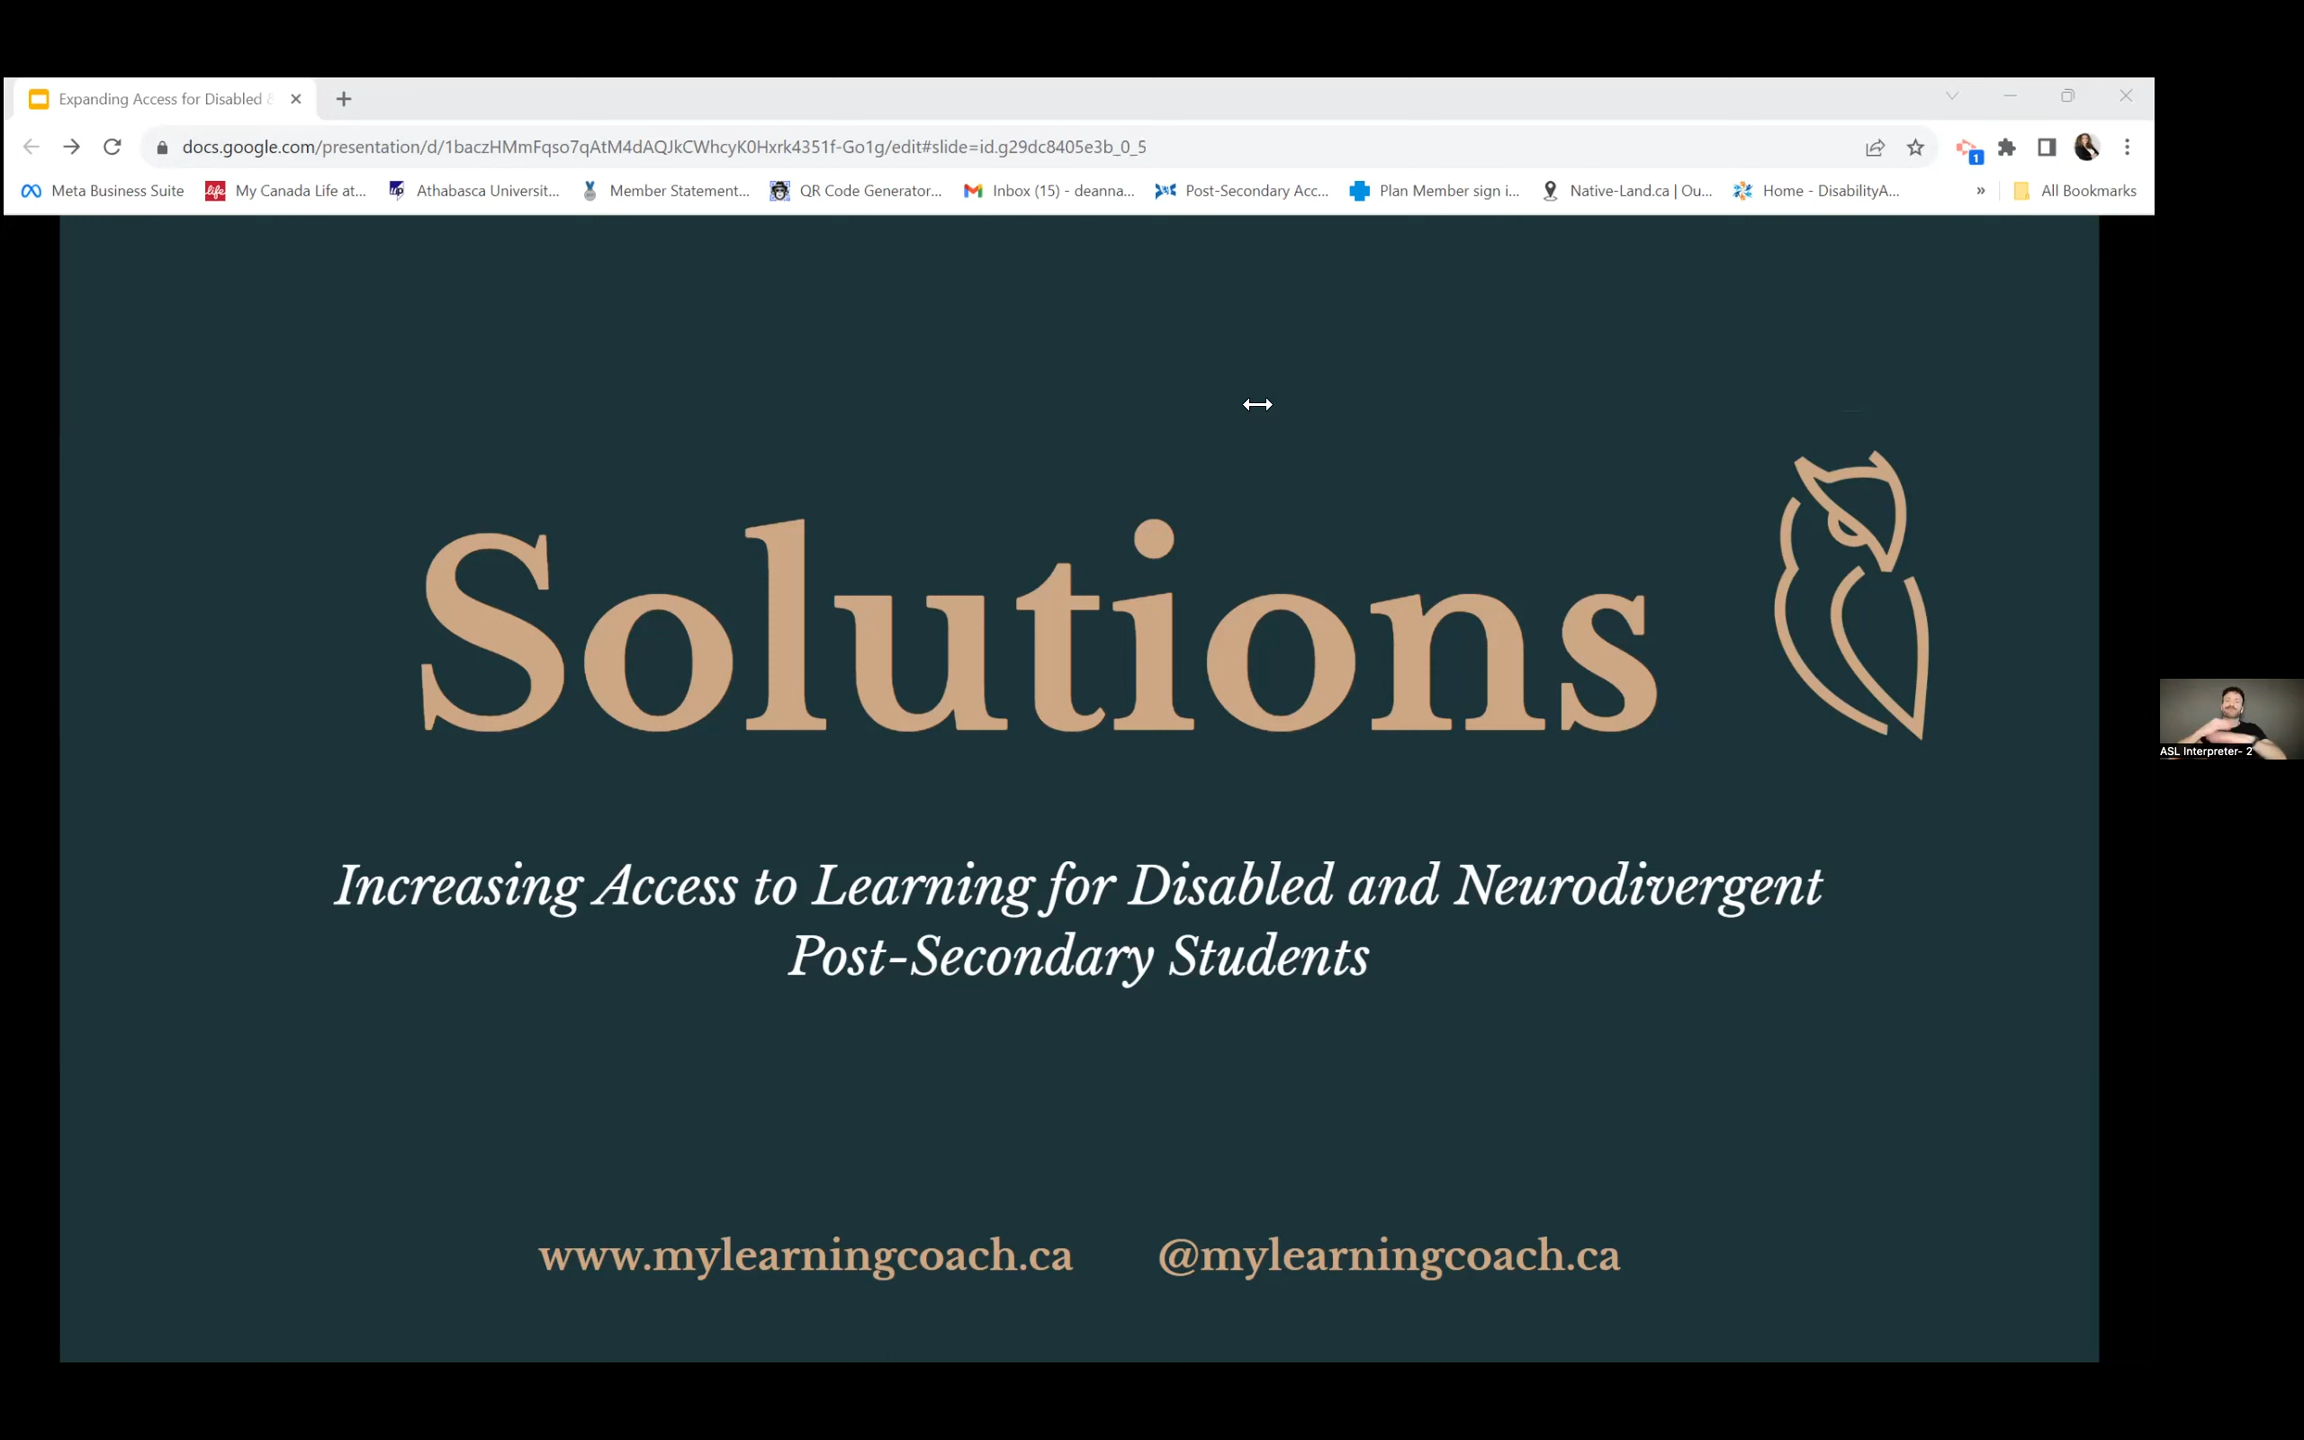 Expanding Access for Disabled &
docs.google.com/presentation/d/1baczHMmFqso7qAtM4dAQJkCWhcyK0Hxrk4351f-Go1g/edit#slide=id.g29dc8405e3b_0_5
1
Meta Business Suite life My Canada Life at... Athabasca Universit... Member Statement... QR Code Generator... Inbox (15) - deanna... Post-Secondary Acc... Plan Member sign i... Native-Land.ca | Ou... Home - DisabilityA... » All Bookmarks
Solutions
ASL Interpreter- 2
Increasing Access to Learning for Disabled and Neurodivergent
Post-Secondary Students
www.mylearningcoach.ca @mylearningcoach.ca